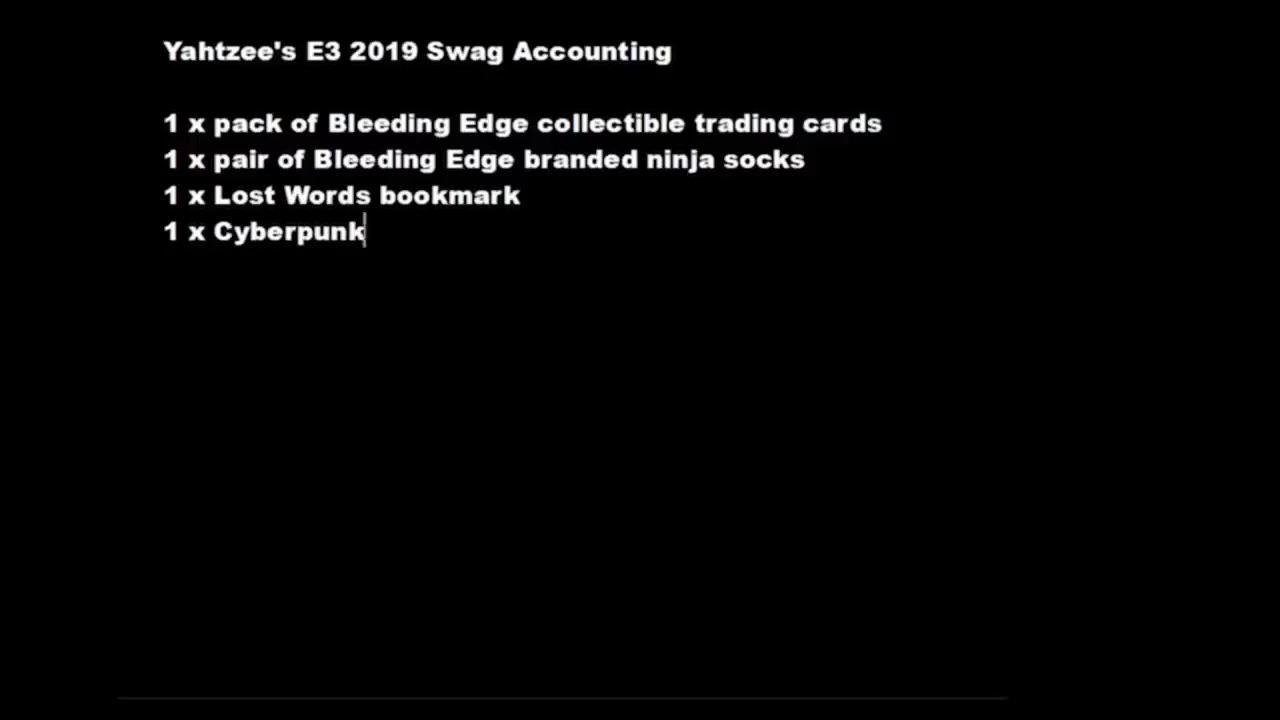 Yahtzee's E3 2019 Swag Accounting
1 x pack of Bleeding Edge collectible trading cards
1 x pair of Bleeding Edge branded ninja socks
1 x Lost Words bookmark
1 x Cyberpunk